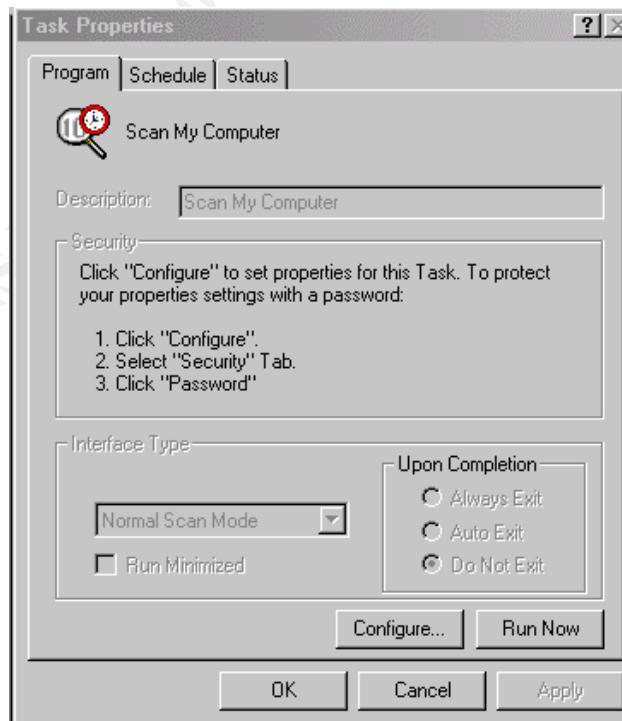 Task Properties
Program Schedule Status
Scan My Computer
Description: Scan My Computer
Security
Click "Configure" to set properties for this Task. To protect
your properties settings with a password:
1. Click "Configure".
2. Select "Security" Tab.
3. Click "Password"
Interface Type
Normal Scan Mode
Run Minimized
Upon Completion
Always Exit
Auto Exit
Do Not Exit
Configure... Run Now
OK Cancel Apply